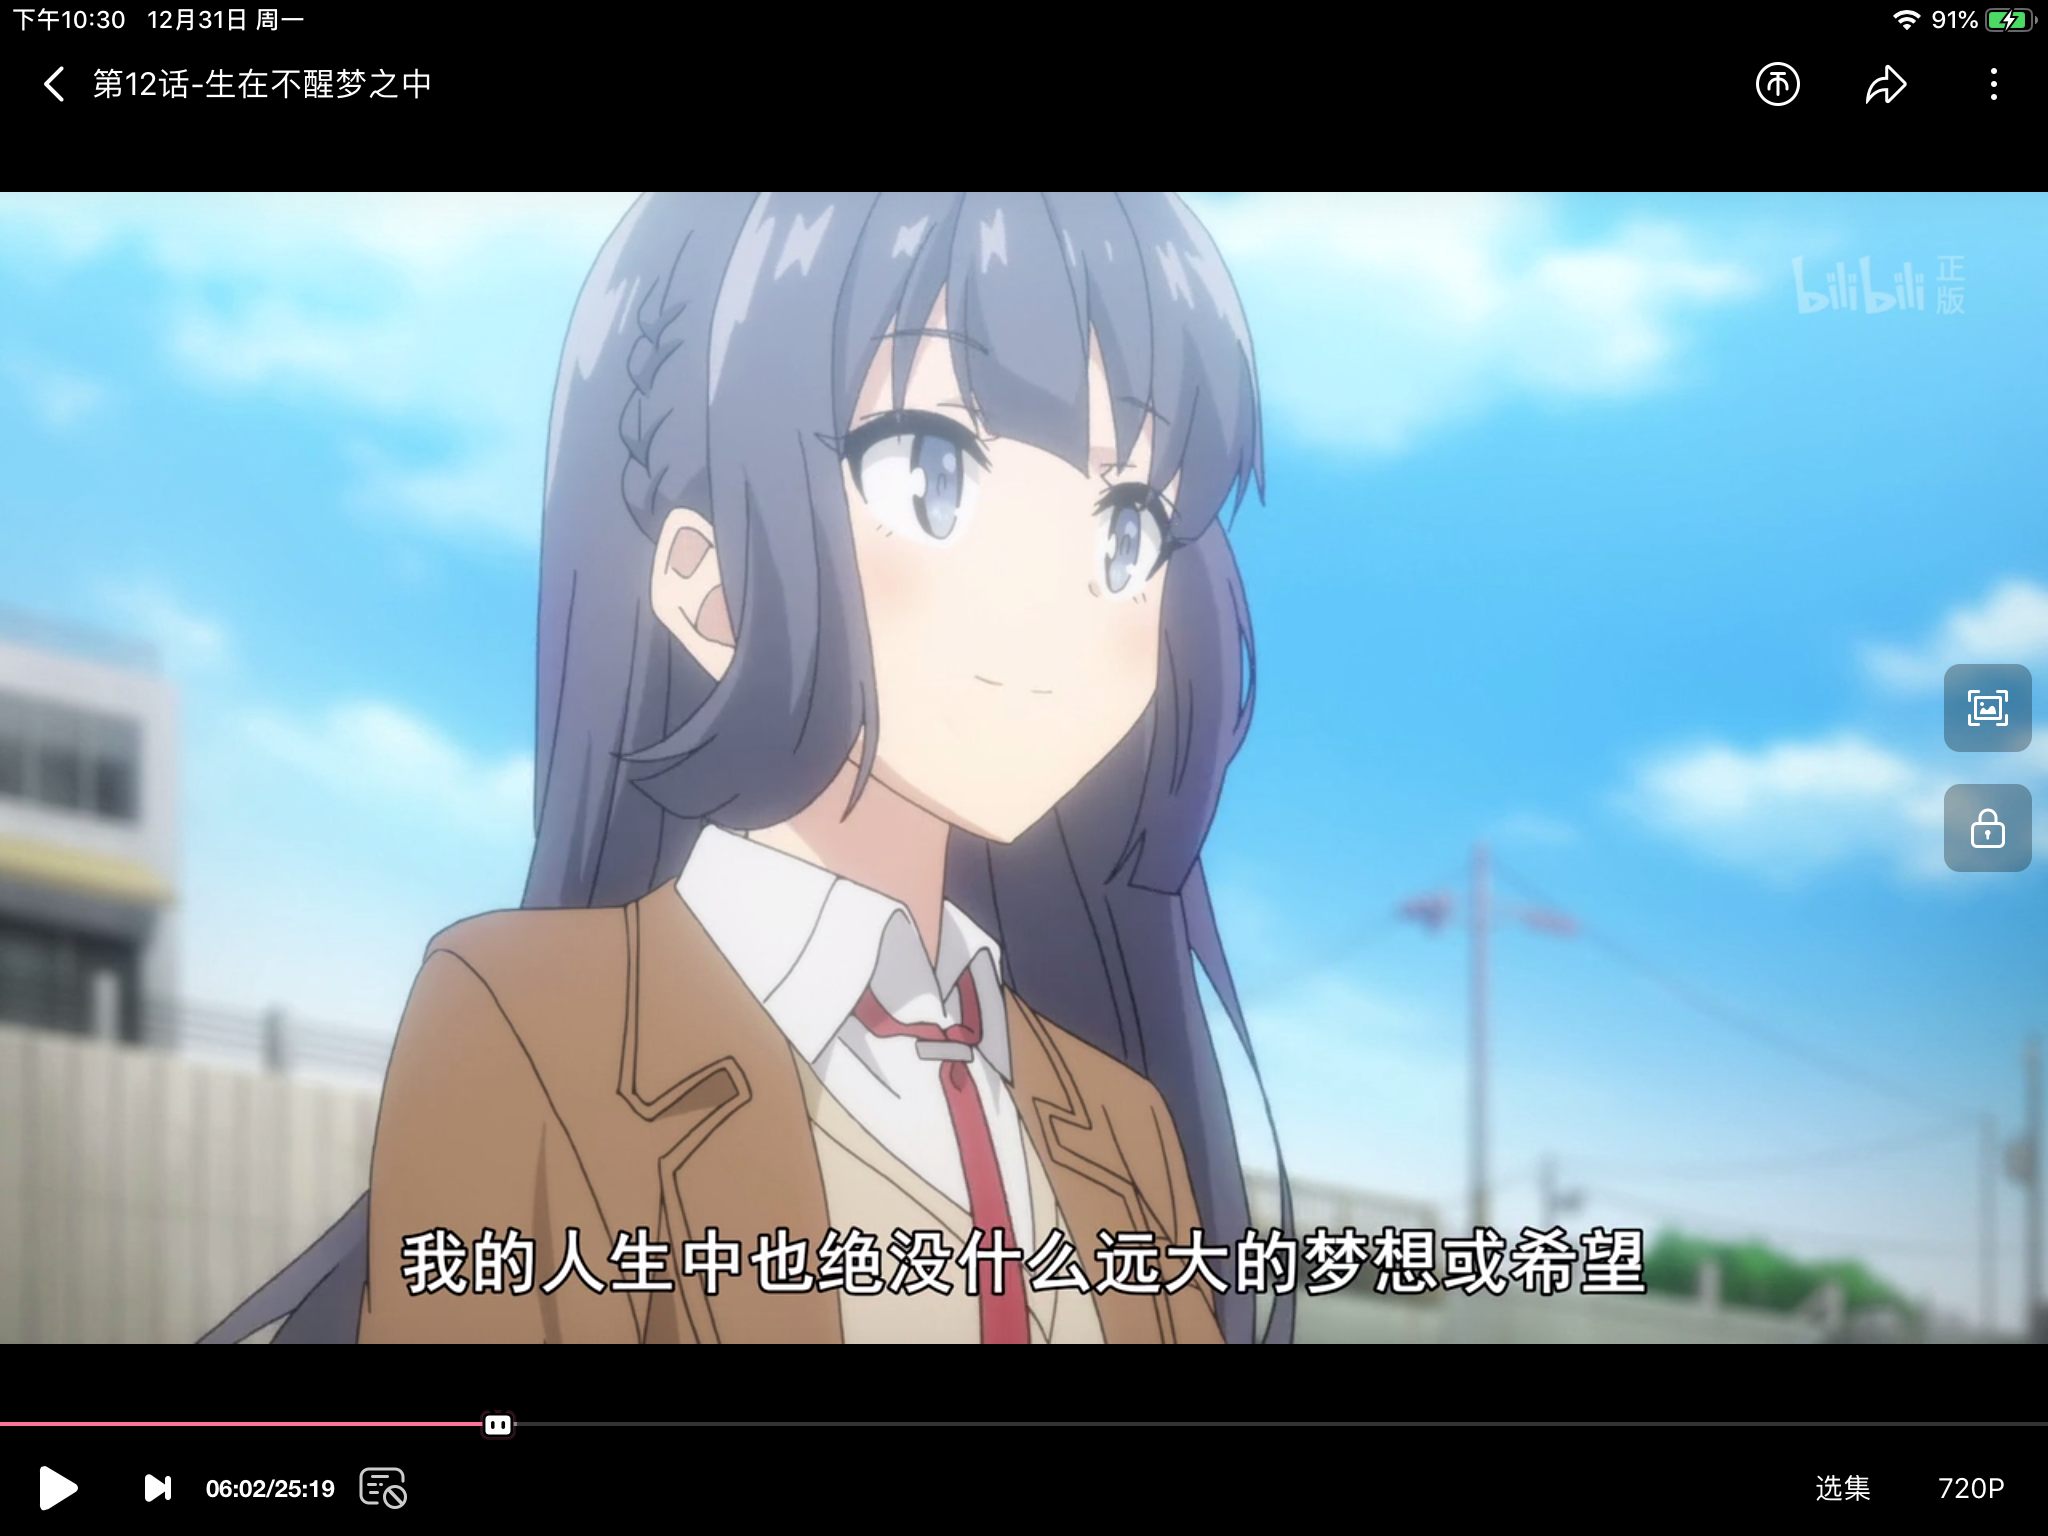 下午10:30 12月31日 周一
91%
第12话-生在不醒梦之中
bilibili 正版
我的人生中也绝没什么远大的梦想或希望
06:02/25:19
选集 720P